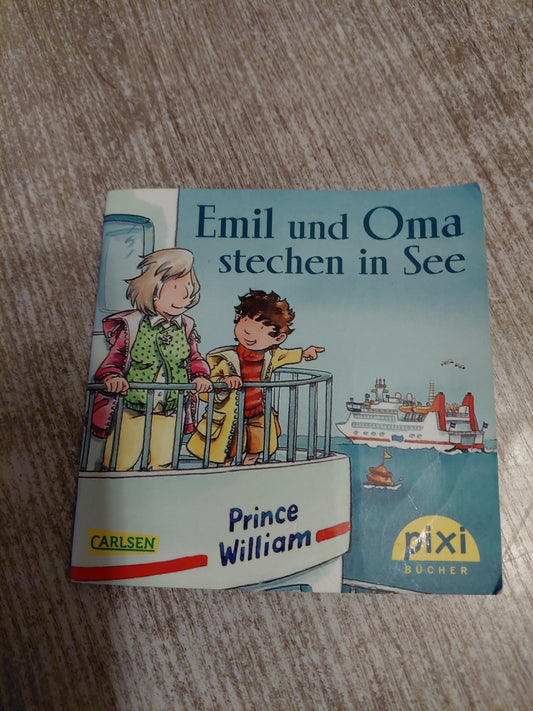 Emil und Oma
stechen in See
Prince
William
CARLSEN
pixi
BÜCHER